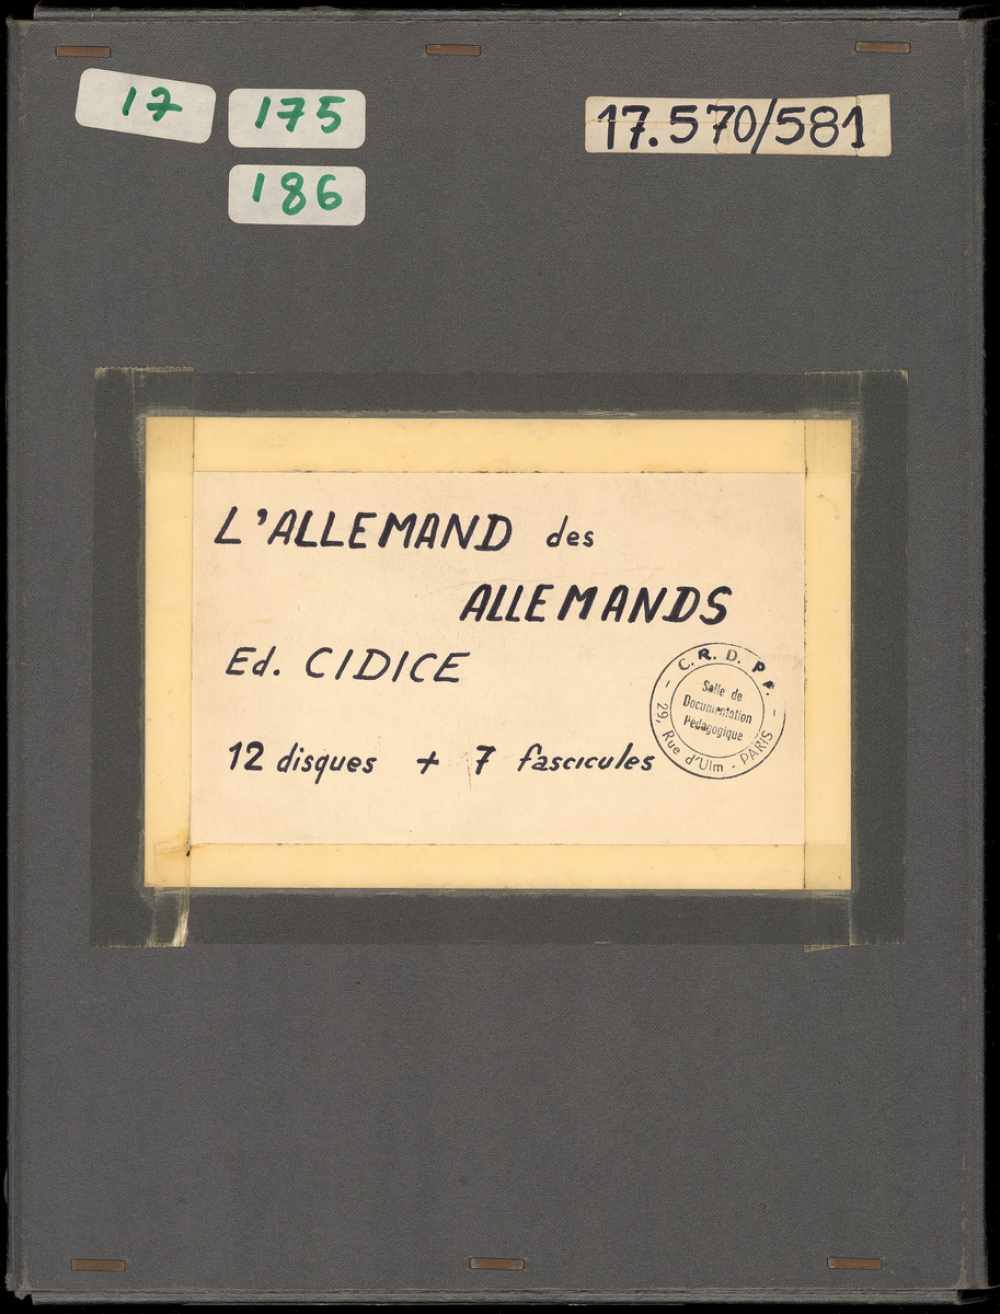 17
175
186
17.570/581
L'ALLEMAND des
ALLEMANDS
Ed. CIDICE
12 disques + 7 fascicules
C. R. D. P.
Salle de
Documentation
Pédagogique
29, Rue d'Ulm - PARIS